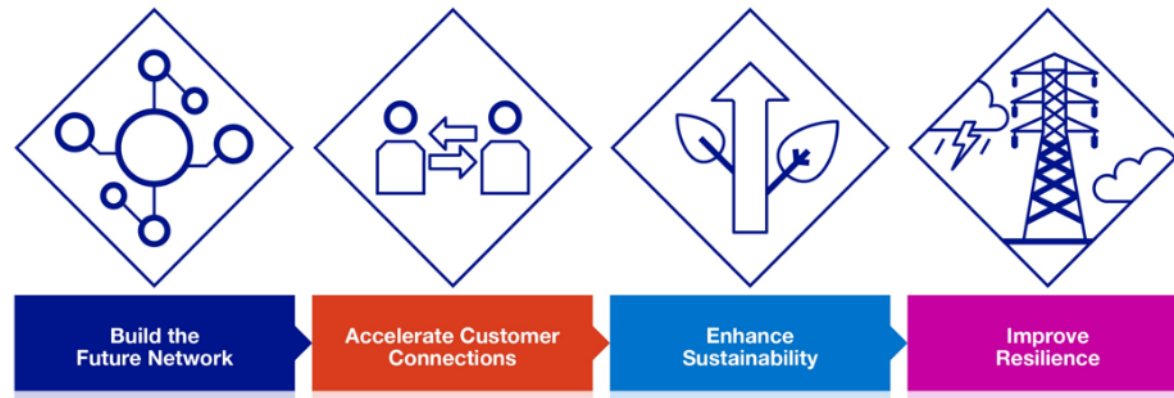 Build the
Future Network
Accelerate Customer
Connections
Enhance
Sustainability
Improve
Resilience